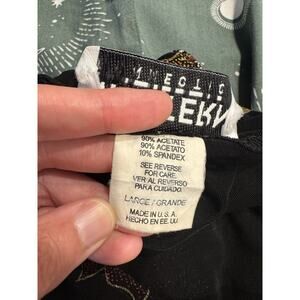 90% ACETATE
90% ACETATO
10% SPANDEX
SEE REVERSE
FOR CARE.
VER AL REVERSO
PARA CUIDADO.
LARGE / GRANDE
MADE IN U.S.A.
HECHO EN EE.UU.